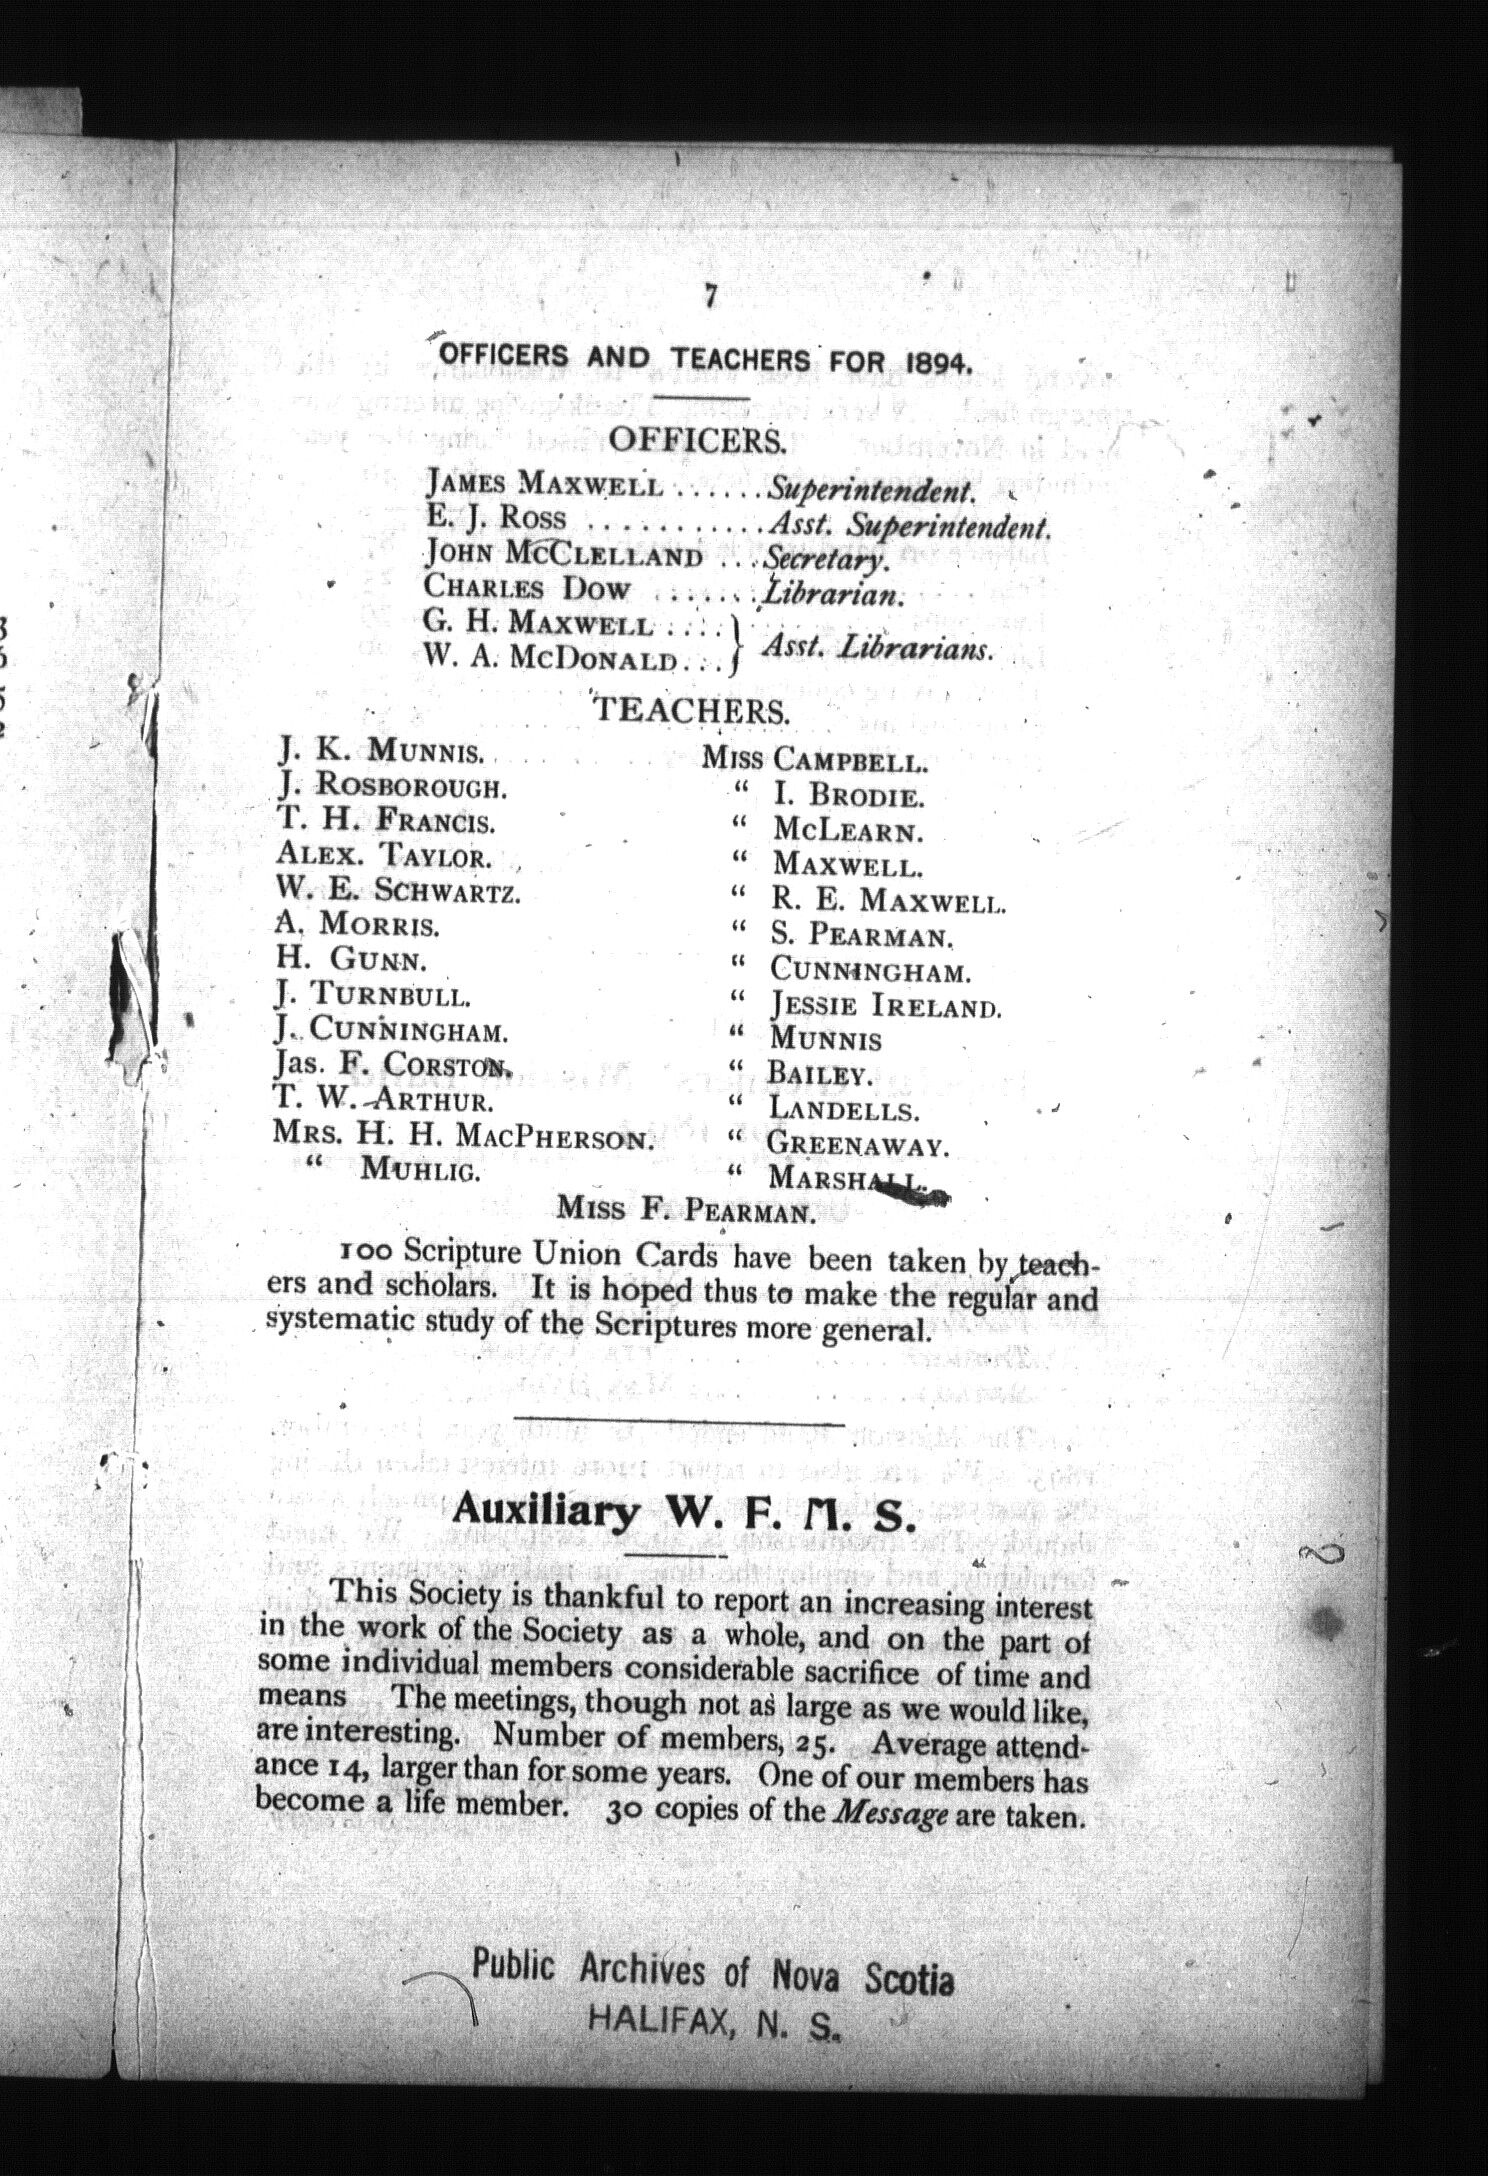 7
OFFICERS AND TEACHERS FOR 1894.
OFFICERS.
JAMES MAXWELL ......Superintendent.
E. J. ROSS ...........Asst. Superintendent.
JOHN MCCLELLAND ...Secretary.
CHARLES DOW .......Librarian.
G. H. MAXWELL ....}
W. A. MCDONALD...} Asst. Librarians.
TEACHERS.
J. K. MUNNIS. MISS CAMPBELL.
J. ROSBOROUGH. " I. BRODIE.
T. H. FRANCIS. " MCLEARN.
ALEX. TAYLOR. " MAXWELL.
W. E. SCHWARTZ. " R. E. MAXWELL.
A. MORRIS. " S. PEARMAN.
H. GUNN. " CUNNINGHAM.
J. TURNBULL. " JESSIE IRELAND.
J. CUNNINGHAM. " MUNNIS
Jas. F. CORSTON. " BAILEY.
T. W. ARTHUR. " LANDELLS.
MRS. H. H. MACPHERSON. " GREENAWAY.
" MUHLIG. " MARSHALL.
MISS F. PEARMAN.
100 Scripture Union Cards have been taken by teach-
ers and scholars. It is hoped thus to make the regular and
systematic study of the Scriptures more general.
Auxiliary W. F. M. S.
This Society is thankful to report an increasing interest
in the work of the Society as a whole, and on the part of
some individual members considerable sacrifice of time and
means The meetings, though not as large as we would like,
are interesting. Number of members, 25. Average attend-
ance 14, larger than for some years. One of our members has
become a life member. 30 copies of the Message are taken.
Public Archives of Nova Scotia
HALIFAX, N. S.